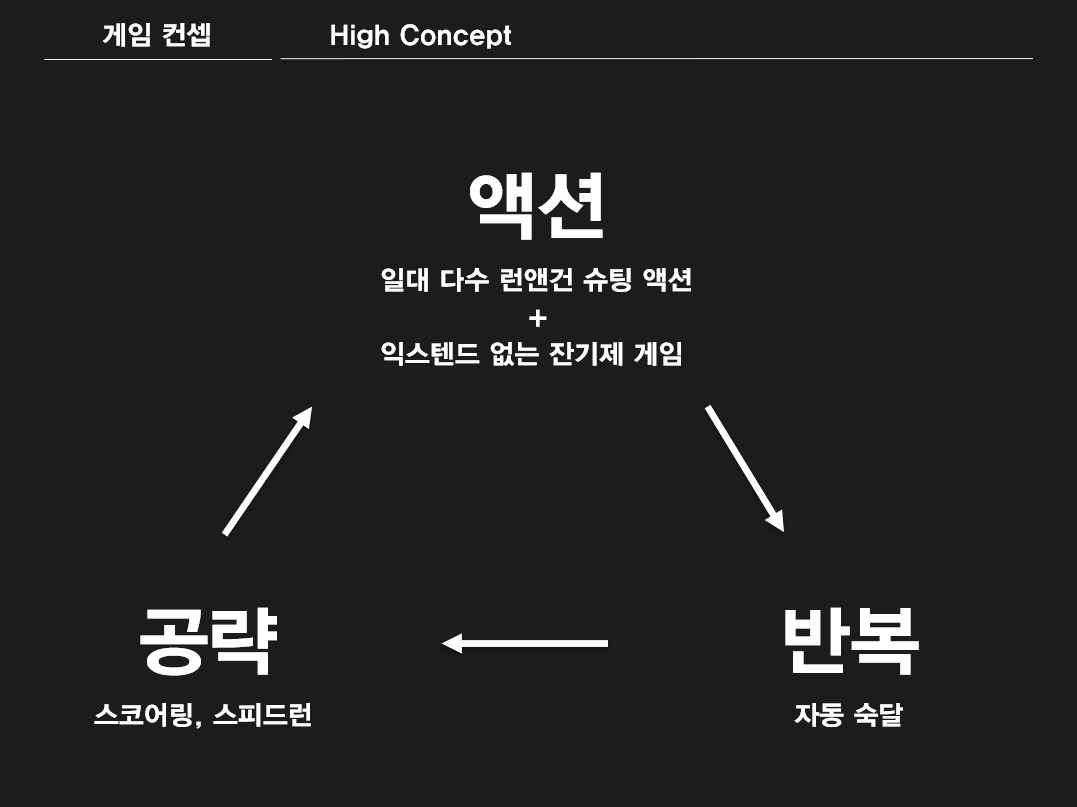 게임 컨셉
High Concept
액션
일대 다수 런앤건 슈팅 액션
+
익스텐드 없는 잔기제 게임
공략
스코어링, 스피드런
반복
자동 숙달